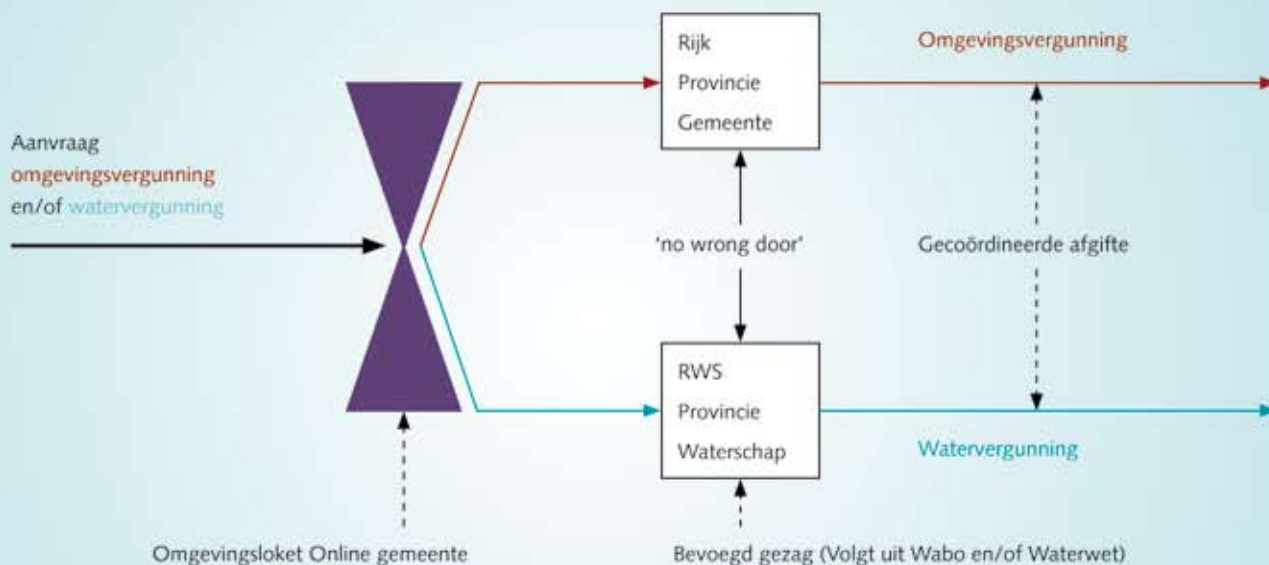 Aanvraag
omgevingsvergunning
en/of watervergunning
Rijk
Provincie
Gemeente
Omgevingsvergunning
'no wrong door'
Gecoördineerde afgifte
RWS
Provincie
Waterschap
Watervergunning
Omgevingsloket Online gemeente
Bevoegd gezag (Volgt uit Wabo en/of Waterwet)